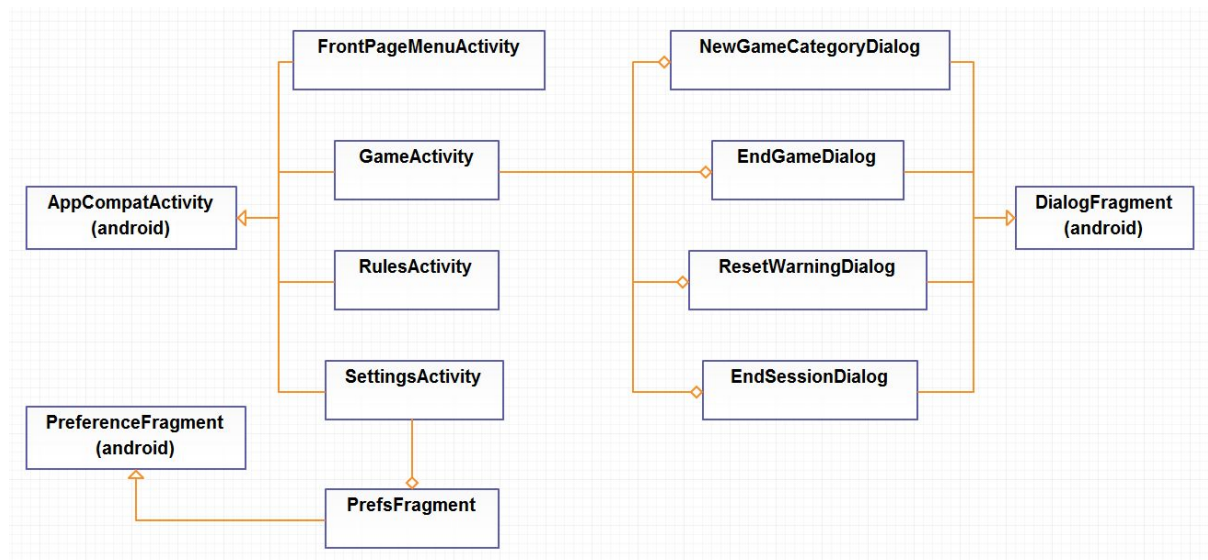 FrontPageMenuActivity
NewGameCategoryDialog
GameActivity
EndGameDialog
AppCompatActivity
(android)
DialogFragment
(android)
RulesActivity
ResetWarningDialog
SettingsActivity
EndSessionDialog
PreferenceFragment
(android)
PrefsFragment